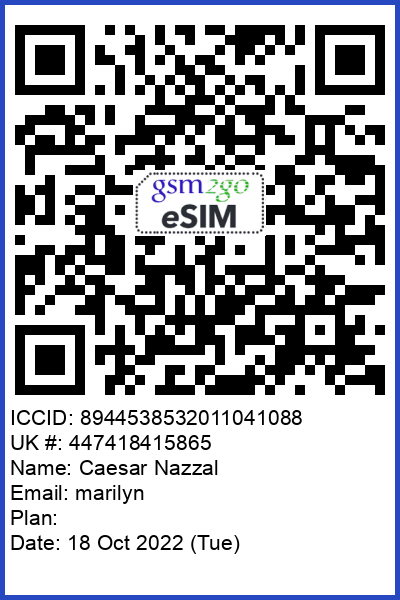 gsm2go
eSIM
ICCID: 8944538532011041088
UK #: 447418415865
Name: Caesar Nazzal
Email: marilyn
Plan:
Date: 18 Oct 2022 (Tue)